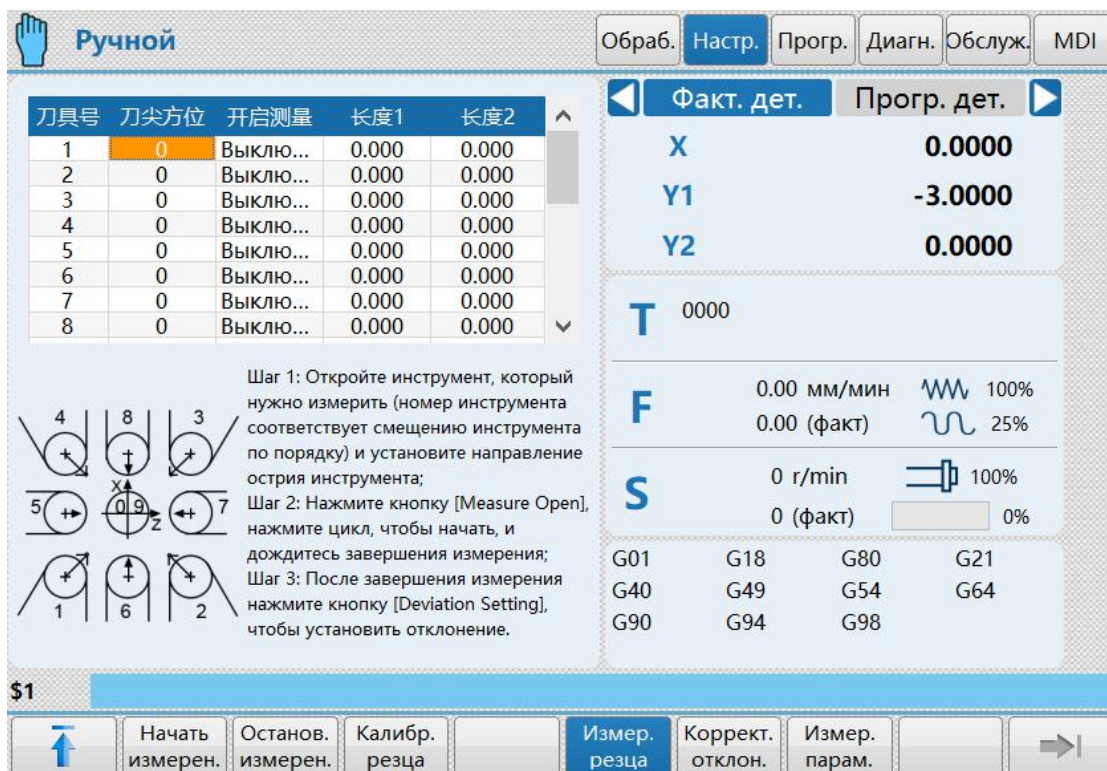 Ручной
Обраб. Настр. Прогр. Диагн. Обслуж. MDI
刀具号 刀尖方位 开启测量 长度1 长度2
1 0 Выклю... 0.000 0.000
2 0 Выклю... 0.000 0.000
3 0 Выклю... 0.000 0.000
4 0 Выклю... 0.000 0.000
5 0 Выклю... 0.000 0.000
6 0 Выклю... 0.000 0.000
7 0 Выклю... 0.000 0.000
8 0 Выклю... 0.000 0.000
4 8 3
5 X 0 9 Z 7
1 6 2
Шаг 1: Откройте инструмент, который
нужно измерить (номер инструмента
соответствует смещению инструмента
по порядку) и установите направление
острия инструмента;
Шаг 2: Нажмите кнопку [Measure Open],
нажмите цикл, чтобы начать, и
дождитесь завершения измерения;
Шаг 3: После завершения измерения
нажмите кнопку [Deviation Setting],
чтобы установить отклонение.
Факт. дет. Прогр. дет.
X 0.0000
Y1 -3.0000
Y2 0.0000
T 0000
F 0.00 мм/мин 100%
0.00 (факт) 25%
S 0 r/min 100%
0 (факт) 0%
G01 G18 G80 G21
G40 G49 G54 G64
G90 G94 G98
$1
Начать Останов. Калибр. Измер. Коррект. Измер.
измерен. измерен. резца резца отклон. парам.